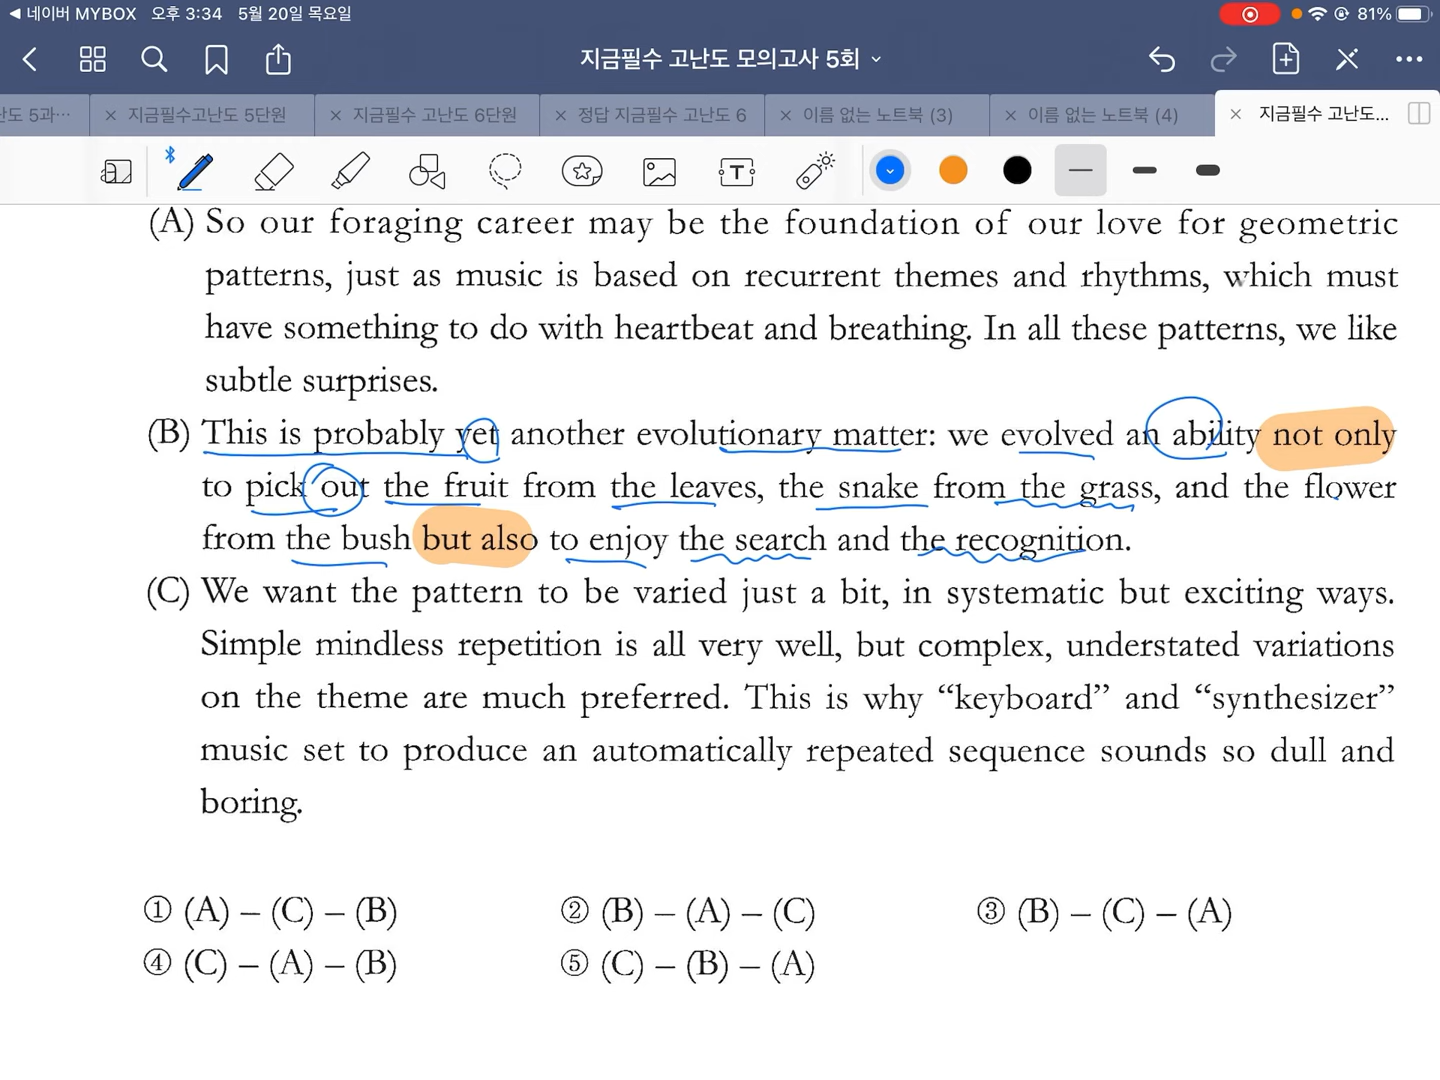 ◀ 네이버 MYBOX 오후 3:34 5월 20일 목요일 81%
지금필수 고난도 모의고사 5회
난도 5과… × 지금필수고난도 5단원 × 지금필수 고난도 6단원 × 정답 지금필수 고난도 6 × 이름 없는 노트북 (3) × 이름 없는 노트북 (4) × 지금필수 고난도...
T
(A) So our foraging career may be the foundation of our love for geometric
patterns, just as music is based on recurrent themes and rhythms, which must
have something to do with heartbeat and breathing. In all these patterns, we like
subtle surprises.
(B) This is probably yet another evolutionary matter: we evolved an ability not only
to pick out the fruit from the leaves, the snake from the grass, and the flower
from the bush but also to enjoy the search and the recognition.
(C) We want the pattern to be varied just a bit, in systematic but exciting ways.
Simple mindless repetition is all very well, but complex, understated variations
on the theme are much preferred. This is why “keyboard” and “synthesizer”
music set to produce an automatically repeated sequence sounds so dull and
boring.
① (A) – (C) – (B) ② (B) – (A) – (C) ③ (B) – (C) – (A)
④ (C) – (A) – (B) ⑤ (C) – (B) – (A)